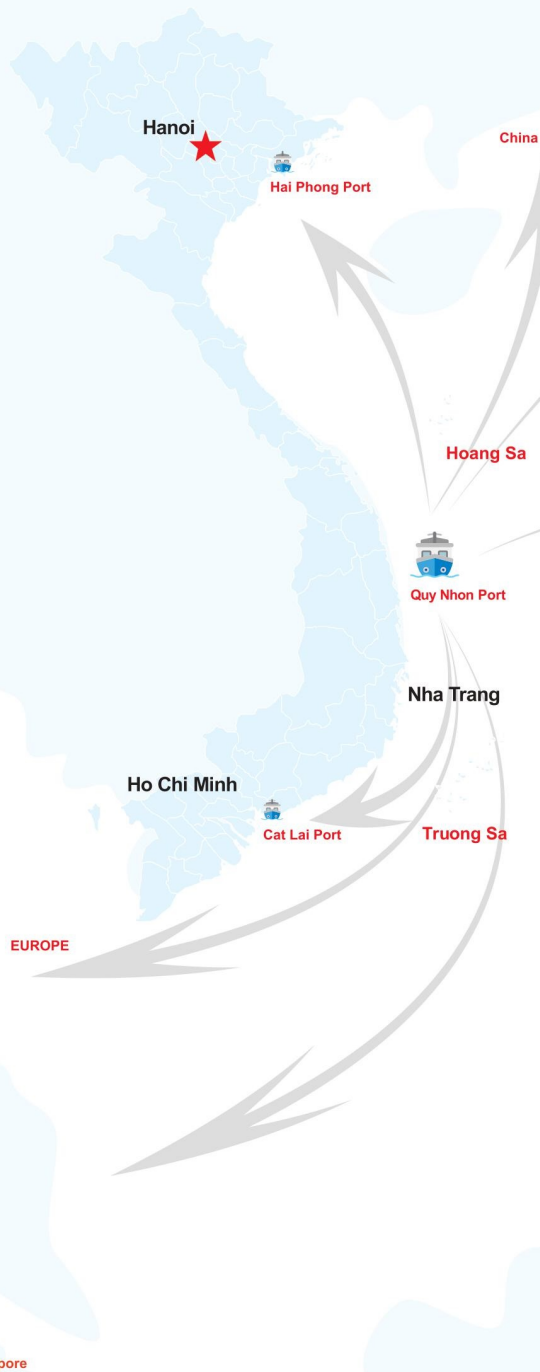 Hanoi
China
Hai Phong Port
Hoang Sa
Quy Nhon Port
Nha Trang
Ho Chi Minh
Cat Lai Port
Truong Sa
EUROPE
pore